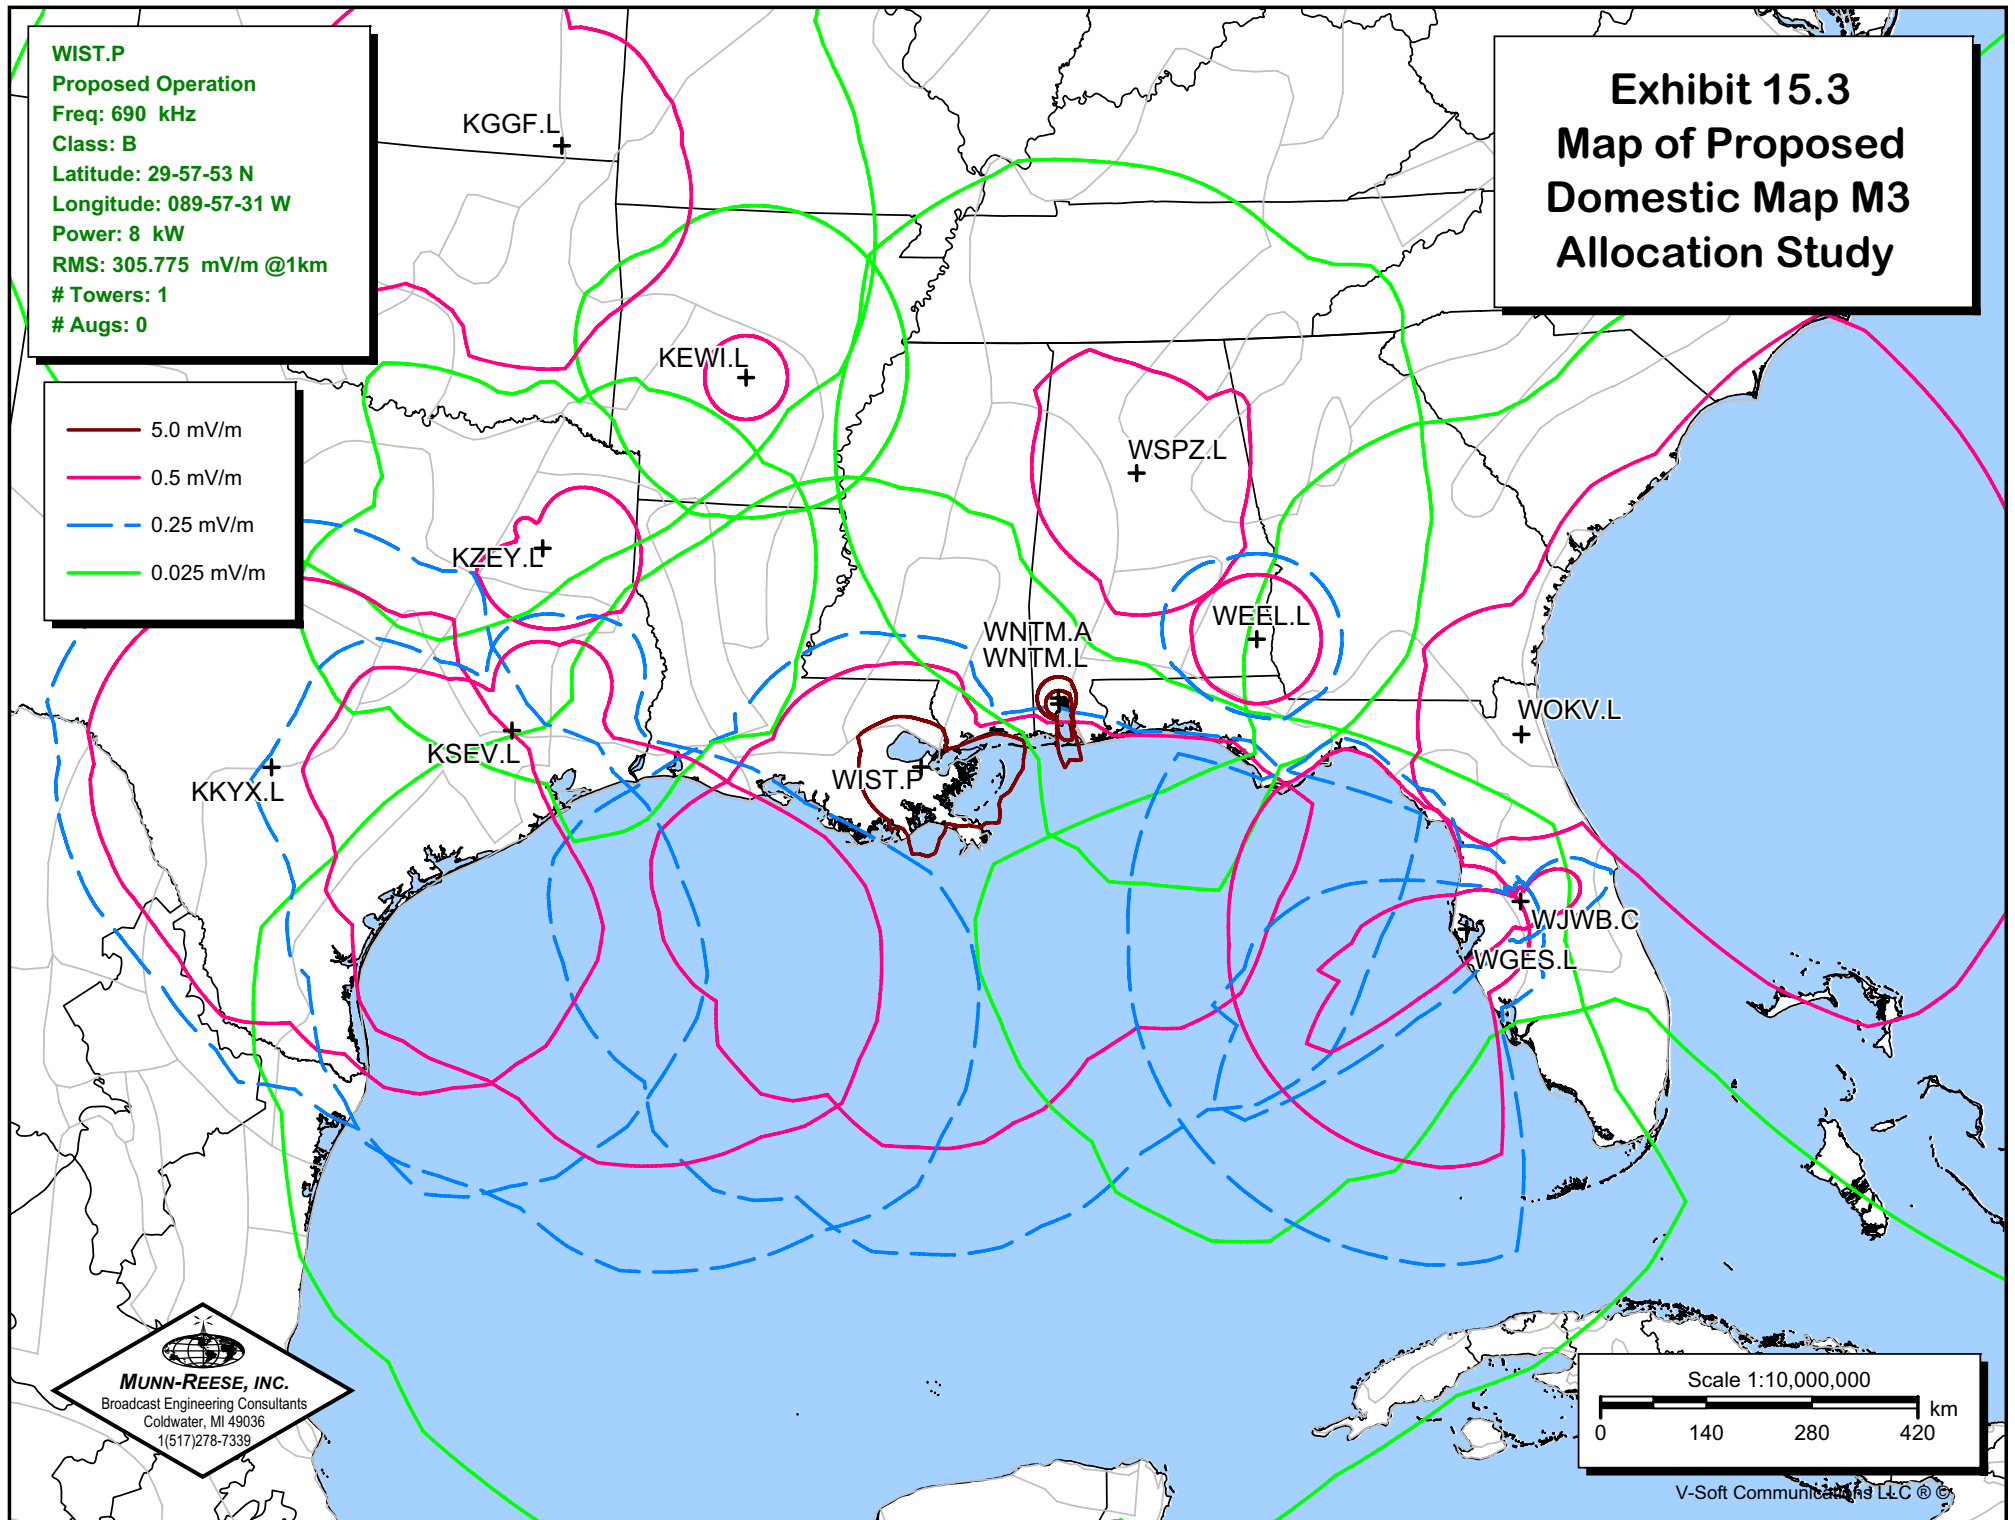 WIST.P
Proposed Operation
Freq: 690 kHz
Class: B
Latitude: 29-57-53 N
Longitude: 089-57-31 W
Power: 8 kW
RMS: 305.775 mV/m @1km
# Towers: 1
# Augs: 0
Exhibit 15.3
Map of Proposed
Domestic Map M3
Allocation Study
5.0 mV/m
0.5 mV/m
0.25 mV/m
0.025 mV/m
KGGF.L
KEWI.L
WSPZ.L
KZEY.L
WEEL.L
WNTM.A
WNTM.L
WOKV.L
KSEV.L
WIST.P
KKYX.L
WJWB.C
WGES.L
MUNN-REESE, INC.
Broadcast Engineering Consultants
Coldwater, MI 49036
1(517)278-7339
Scale 1:10,000,000
km
0 140 280 420
V-Soft Communications LLC ® ©